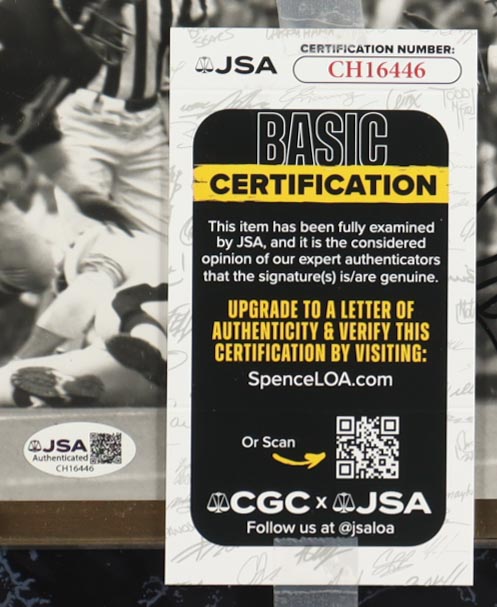 JSA
CERTIFICATION NUMBER:
CH16446
BASIC
CERTIFICATION
This item has been fully examined
by JSA, and it is the considered
opinion of our expert authenticators
that the signature(s) is/are genuine.
UPGRADE TO A LETTER OF
AUTHENTICITY & VERIFY THIS
CERTIFICATION BY VISITING:
SpenceLOA.com
Or Scan
CGC x JSA
Follow us at @jsaloa
JSA
Authenticated
CH16446